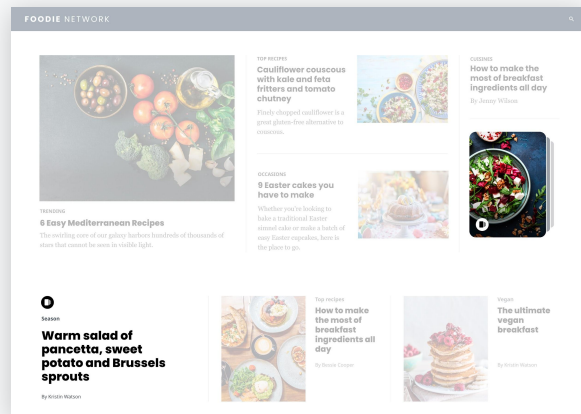 FOODIE NETWORK
TOP RECIPES
Cauliflower couscous
with kale and feta
fritters and tomato
chutney
Finely chopped cauliflower is a
great gluten-free alternative to
couscous.
CUISINES
How to make the
most of breakfast
ingredients all day
By Jenny Wilson
OCCASIONS
9 Easter cakes you
have to make
Whether you're looking to
bake a traditional Easter
simnel cake or make a batch of
easy Easter cupcakes, here is
the place to go.
TRENDING
6 Easy Mediterranean Recipes
The swirling core of our galaxy harbors hundreds of thousands of
stars that cannot be seen in visible light.
Season
Warm salad of
pancetta, sweet
potato and Brussels
sprouts
By Kristin Watson
Top recipes
How to make
the most of
breakfast
ingredients all
day
By Bessie Cooper
Vegan
The ultimate
vegan
breakfast
By Kristin Watson